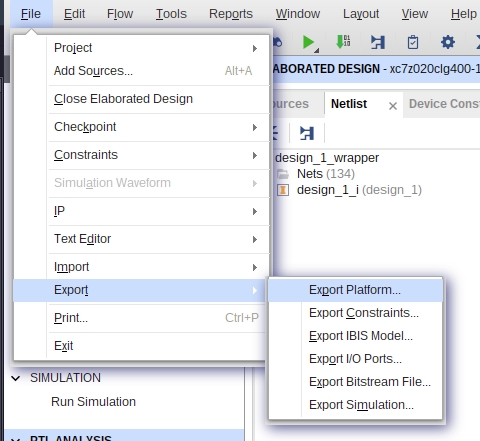 File Edit Flow Tools Reports Window Layout View Help
Project
Add Sources... Alt+A
Close Elaborated Design
Checkpoint
Constraints
Simulation Waveform
IP
Text Editor
Import
Export
Print... Ctrl+P
Exit
SIMULATION
Run Simulation
RTL ANALYSIS
ABORATED DESIGN - xc7z020clg400-1
ources Netlist Device Cons
design_1_wrapper
Nets (134)
design_1_i (design_1)
Export Platform...
Export Constraints...
Export IBIS Model...
Export I/O Ports...
Export Bitstream File...
Export Simulation...